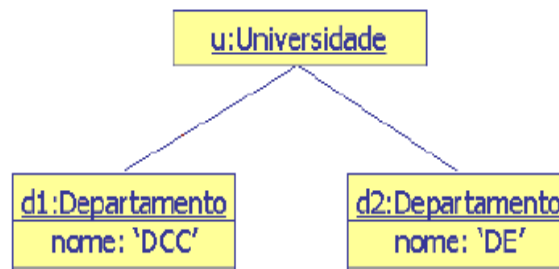 u:Universidade
d1:Departamento
nome: ‘DCC’
d2:Departamento
nome: ‘DE’